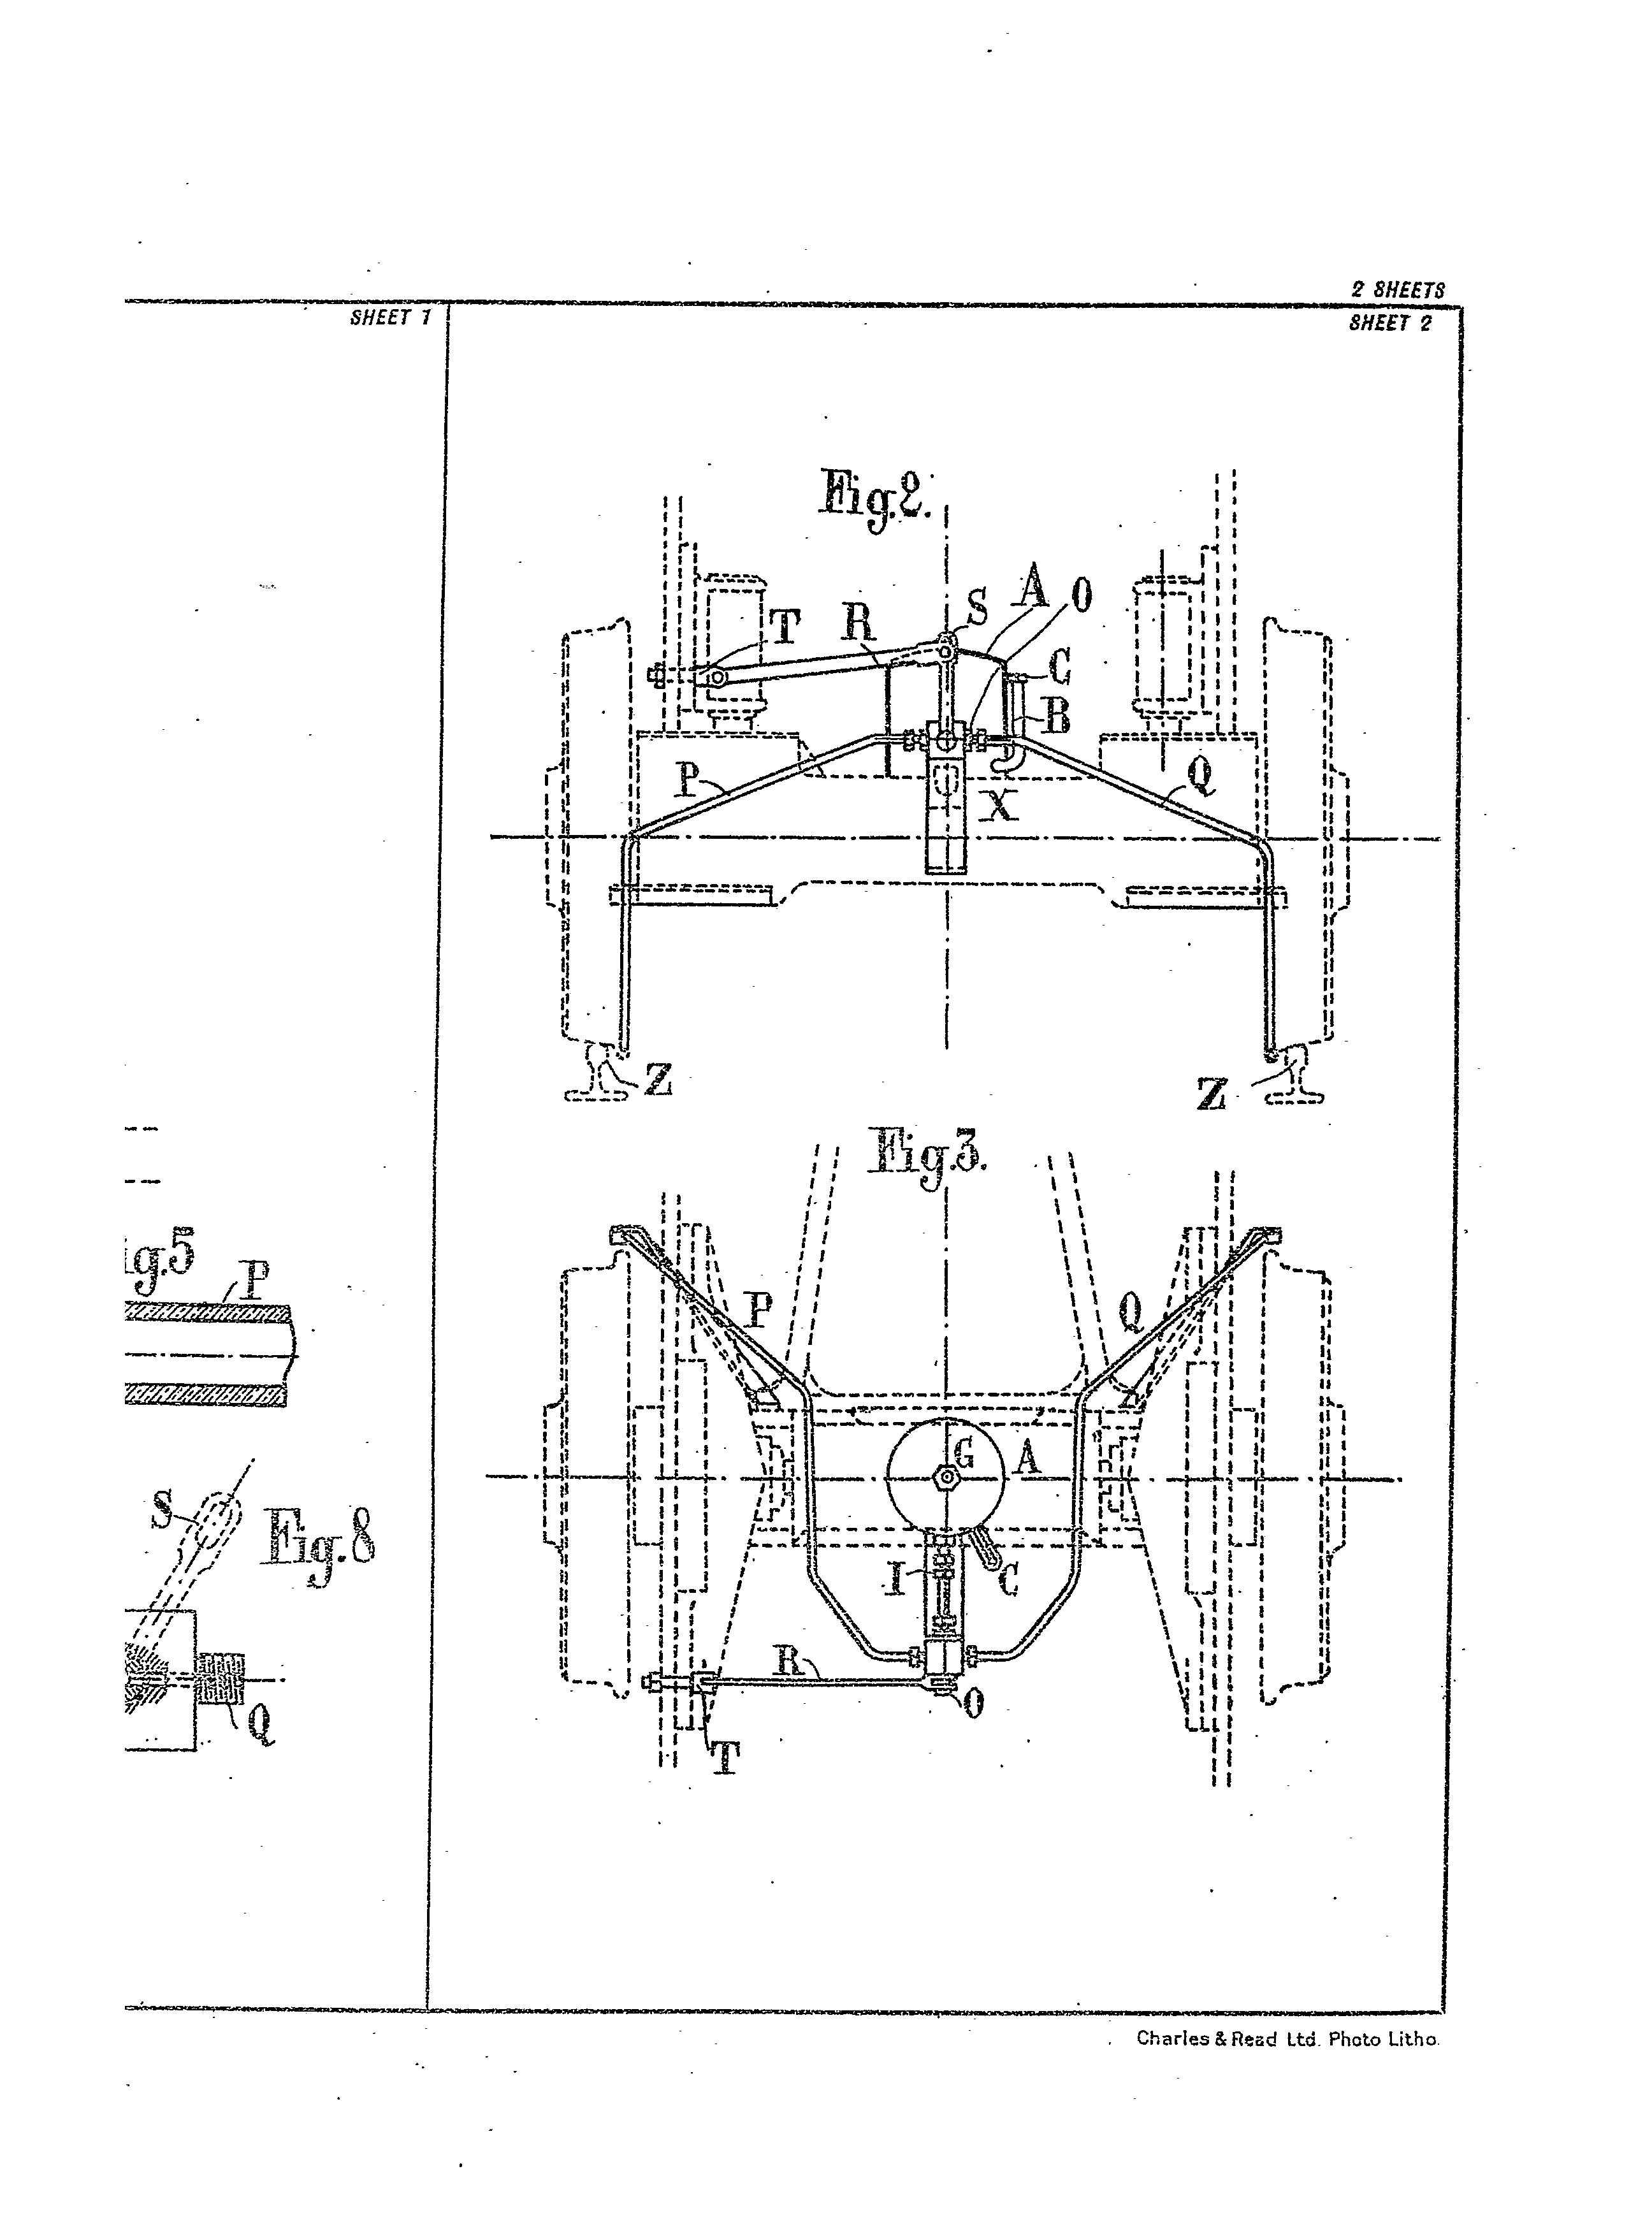 2 SHEETS
SHEET 1
SHEET 2
Fig.2.
S
A
O
T
R
C
B
P
X
Q
Z
Z
Fig.3.
ig.5
P
P
Q
G
A
S
Fig.8
I
C
R
O
Q
T
Charles & Read Ltd. Photo Litho.